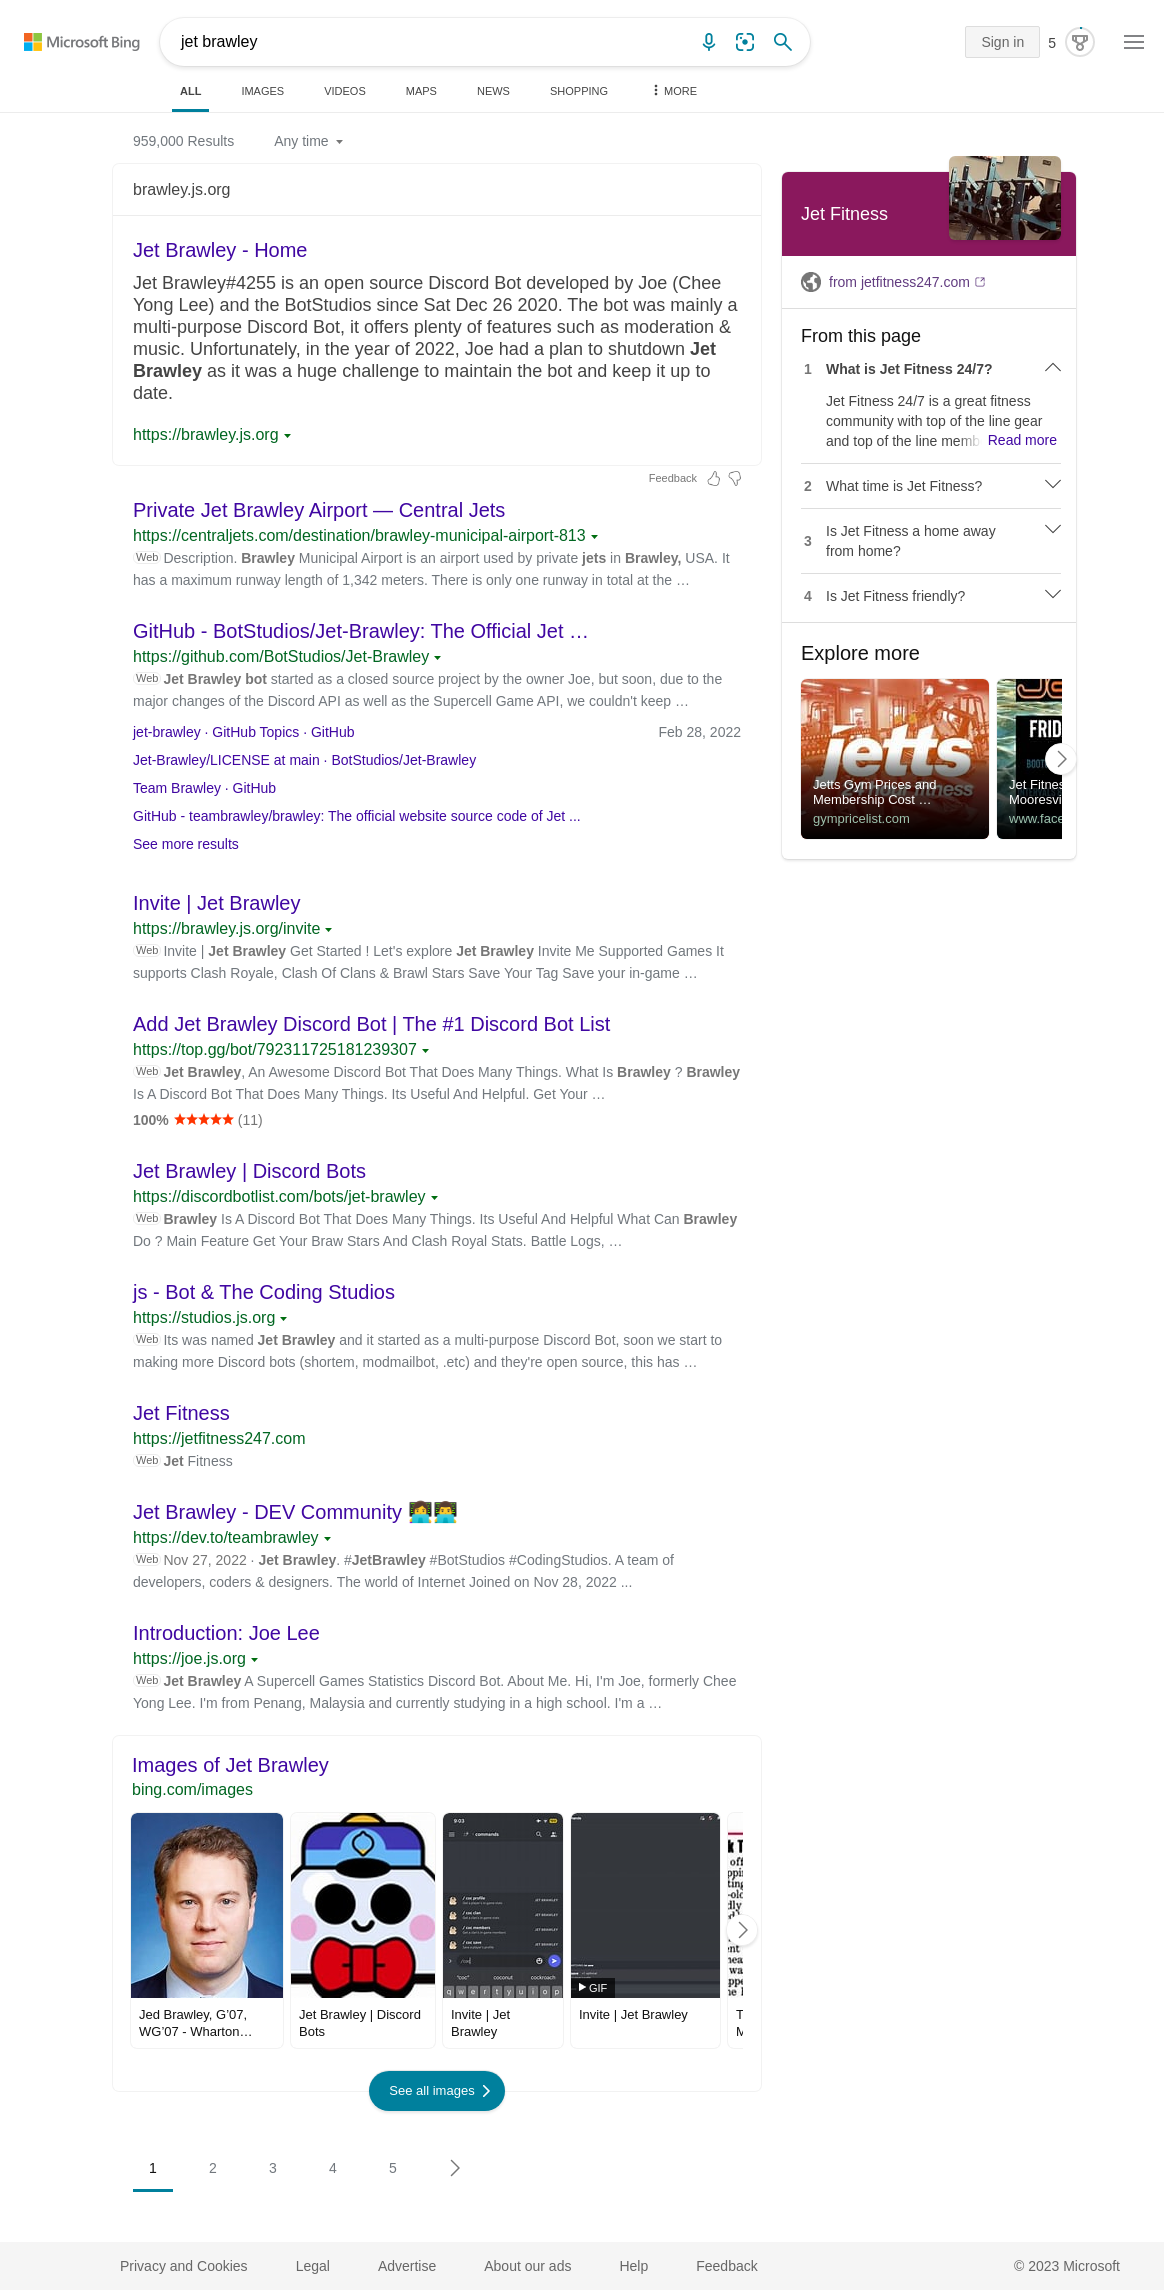 Microsoft Bing
jet brawley
Sign in
5
ALL
IMAGES
VIDEOS
MAPS
NEWS
SHOPPING
MORE
959,000 Results
Any time
brawley.js.org
Jet Brawley - Home
Jet Brawley#4255 is an open source Discord Bot developed by Joe (Chee
Yong Lee) and the BotStudios since Sat Dec 26 2020. The bot was mainly a
multi-purpose Discord Bot, it offers plenty of features such as moderation &
music. Unfortunately, in the year of 2022, Joe had a plan to shutdown Jet
Brawley as it was a huge challenge to maintain the bot and keep it up to
date.
https://brawley.js.org
Feedback
Private Jet Brawley Airport — Central Jets
https://centraljets.com/destination/brawley-municipal-airport-813
Web Description. Brawley Municipal Airport is an airport used by private jets in Brawley, USA. It
has a maximum runway length of 1,342 meters. There is only one runway in total at the …
GitHub - BotStudios/Jet-Brawley: The Official Jet …
https://github.com/BotStudios/Jet-Brawley
Web Jet Brawley bot started as a closed source project by the owner Joe, but soon, due to the
major changes of the Discord API as well as the Supercell Game API, we couldn't keep …
jet-brawley · GitHub Topics · GitHub
Feb 28, 2022
Jet-Brawley/LICENSE at main · BotStudios/Jet-Brawley
Team Brawley · GitHub
GitHub - teambrawley/brawley: The official website source code of Jet ...
See more results
Invite | Jet Brawley
https://brawley.js.org/invite
Web Invite | Jet Brawley Get Started ! Let's explore Jet Brawley Invite Me Supported Games It
supports Clash Royale, Clash Of Clans & Brawl Stars Save Your Tag Save your in-game …
Add Jet Brawley Discord Bot | The #1 Discord Bot List
https://top.gg/bot/792311725181239307
Web Jet Brawley, An Awesome Discord Bot That Does Many Things. What Is Brawley ? Brawley
Is A Discord Bot That Does Many Things. Its Useful And Helpful. Get Your …
100% ★★★★★ (11)
Jet Brawley | Discord Bots
https://discordbotlist.com/bots/jet-brawley
Web Brawley Is A Discord Bot That Does Many Things. Its Useful And Helpful What Can Brawley
Do ? Main Feature Get Your Braw Stars And Clash Royal Stats. Battle Logs, …
js - Bot & The Coding Studios
https://studios.js.org
Web Its was named Jet Brawley and it started as a multi-purpose Discord Bot, soon we start to
making more Discord bots (shortem, modmailbot, .etc) and they're open source, this has …
Jet Fitness
https://jetfitness247.com
Web Jet Fitness
Jet Brawley - DEV Community 👩‍💻👨‍💻
https://dev.to/teambrawley
Web Nov 27, 2022 · Jet Brawley. #JetBrawley #BotStudios #CodingStudios. A team of
developers, coders & designers. The world of Internet Joined on Nov 28, 2022 ...
Introduction: Joe Lee
https://joe.js.org
Web Jet Brawley A Supercell Games Statistics Discord Bot. About Me. Hi, I'm Joe, formerly Chee
Yong Lee. I'm from Penang, Malaysia and currently studying in a high school. I'm a …
Images of Jet Brawley
bing.com/images
9:03
commands
/ coc profile
/ coc clan
/ coc members
/ coc save
JET BRAWLEY
JET BRAWLEY
JET BRAWLEY
JET BRAWLEY
/coc
"coc"
coconut
cockroach
q w e r t y u i o p
GIF
Jed Brawley, G'07,
WG'07 - Wharton…
Jet Brawley | Discord
Bots
Invite | Jet
Brawley
Invite | Jet Brawley
See all images
1
2
3
4
5
Jet Fitness
from jetfitness247.com
From this page
1 What is Jet Fitness 24/7?
Jet Fitness 24/7 is a great fitness
community with top of the line gear
and top of the line memb Read more
2 What time is Jet Fitness?
3 Is Jet Fitness a home away
from home?
4 Is Jet Fitness friendly?
Explore more
jetts
24 hour fitness
Jetts Gym Prices and
Membership Cost …
gympricelist.com
FRID
Jet Fitnes
Mooresvi
www.face
Privacy and Cookies
Legal
Advertise
About our ads
Help
Feedback
© 2023 Microsoft